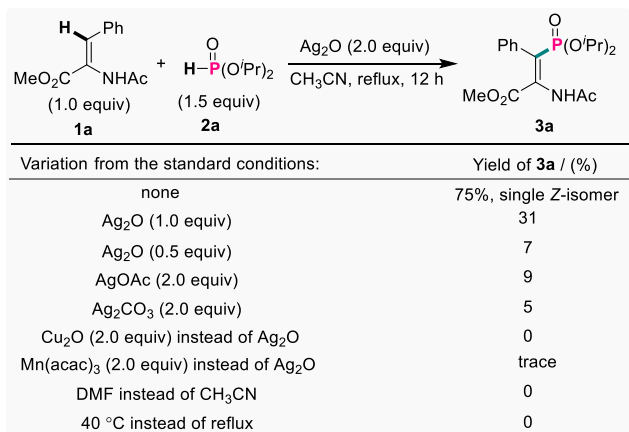 H Ph
MeO₂C NHAc
(1.0 equiv)
1a
+
O
H–P(OⁱPr)₂
(1.5 equiv)
2a
Ag₂O (2.0 equiv)
CH₃CN, reflux, 12 h
O
Ph P(OⁱPr)₂
MeO₂C NHAc
3a
Variation from the standard conditions: Yield of 3a / (%)
none 75%, single Z-isomer
Ag₂O (1.0 equiv) 31
Ag₂O (0.5 equiv) 7
AgOAc (2.0 equiv) 9
Ag₂CO₃ (2.0 equiv) 5
Cu₂O (2.0 equiv) instead of Ag₂O 0
Mn(acac)₃ (2.0 equiv) instead of Ag₂O trace
DMF instead of CH₃CN 0
40 °C instead of reflux 0